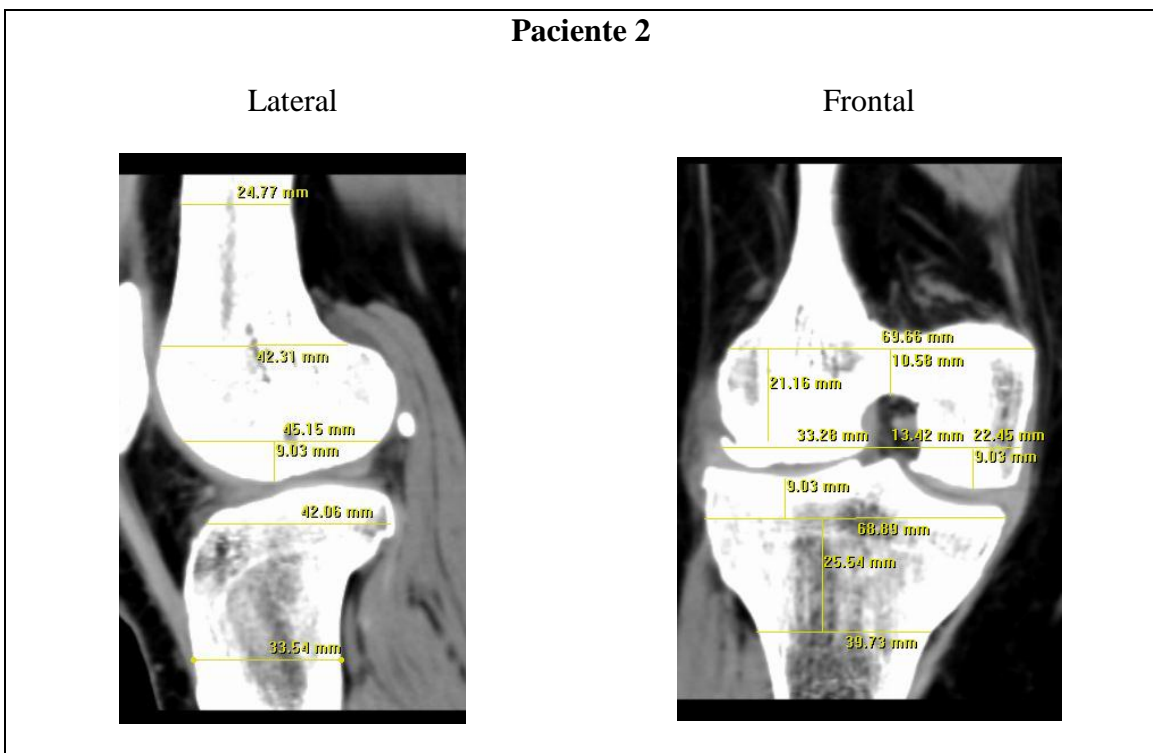 Paciente 2
Lateral
Frontal
24.77 mm
42.31 mm
45.15 mm
9.03 mm
42.06 mm
33.54 mm
69.66 mm
10.58 mm
21.16 mm
33.28 mm 13.42 mm 22.45 mm
9.03 mm
9.03 mm
68.89 mm
25.54 mm
39.73 mm